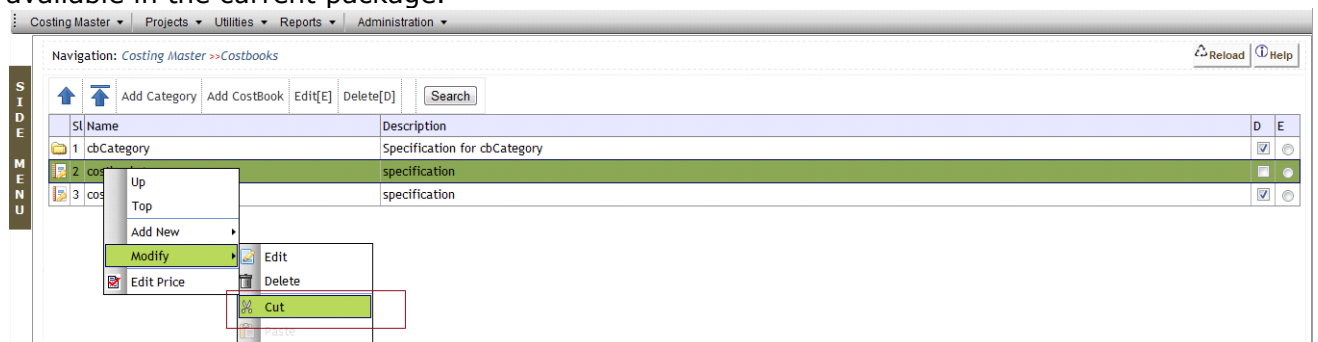 available in the current package.
Costing Master Projects Utilities Reports Administration
Navigation: Costing Master >>Costbooks Reload Help
SIDE MENU
Add Category Add CostBook Edit[E] Delete[D] Search
Sl Name Description D E
1 cbCategory Specification for cbCategory
2 specification
3 specification
Up
Top
Add New
Modify Edit
Edit Price Delete
Cut
Paste